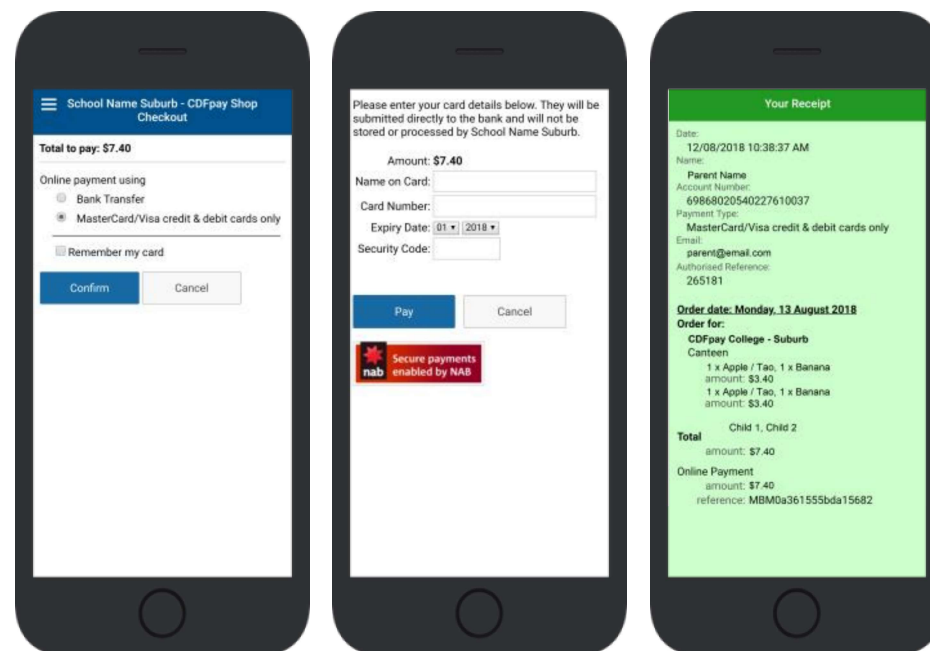 School Name Suburb - CDFpay Shop
Checkout
Total to pay: $7.40
Online payment using
Bank Transfer
MasterCard/Visa credit & debit cards only
Remember my card
Confirm
Cancel
Please enter your card details below. They will be
submitted directly to the bank and will not be
stored or processed by School Name Suburb.
Amount: $7.40
Name on Card:
Card Number:
Expiry Date: 01 2018
Security Code:
Pay
Cancel
nab
Secure payments
enabled by NAB
Your Receipt
Date:
12/08/2018 10:38:37 AM
Name:
Parent Name
Account Number:
69868020540227610037
Payment Type:
MasterCard/Visa credit & debit cards only
Email:
parent@email.com
Authorised Reference:
265181
Order date: Monday, 13 August 2018
Order for:
CDFpay College - Suburb
Canteen
1 x Apple / Tao, 1 x Banana
amount: $3.40
1 x Apple / Tao, 1 x Banana
amount: $3.40
Child 1, Child 2
Total
amount: $7.40
Online Payment
amount: $7.40
reference: MBM0a361555bda15682